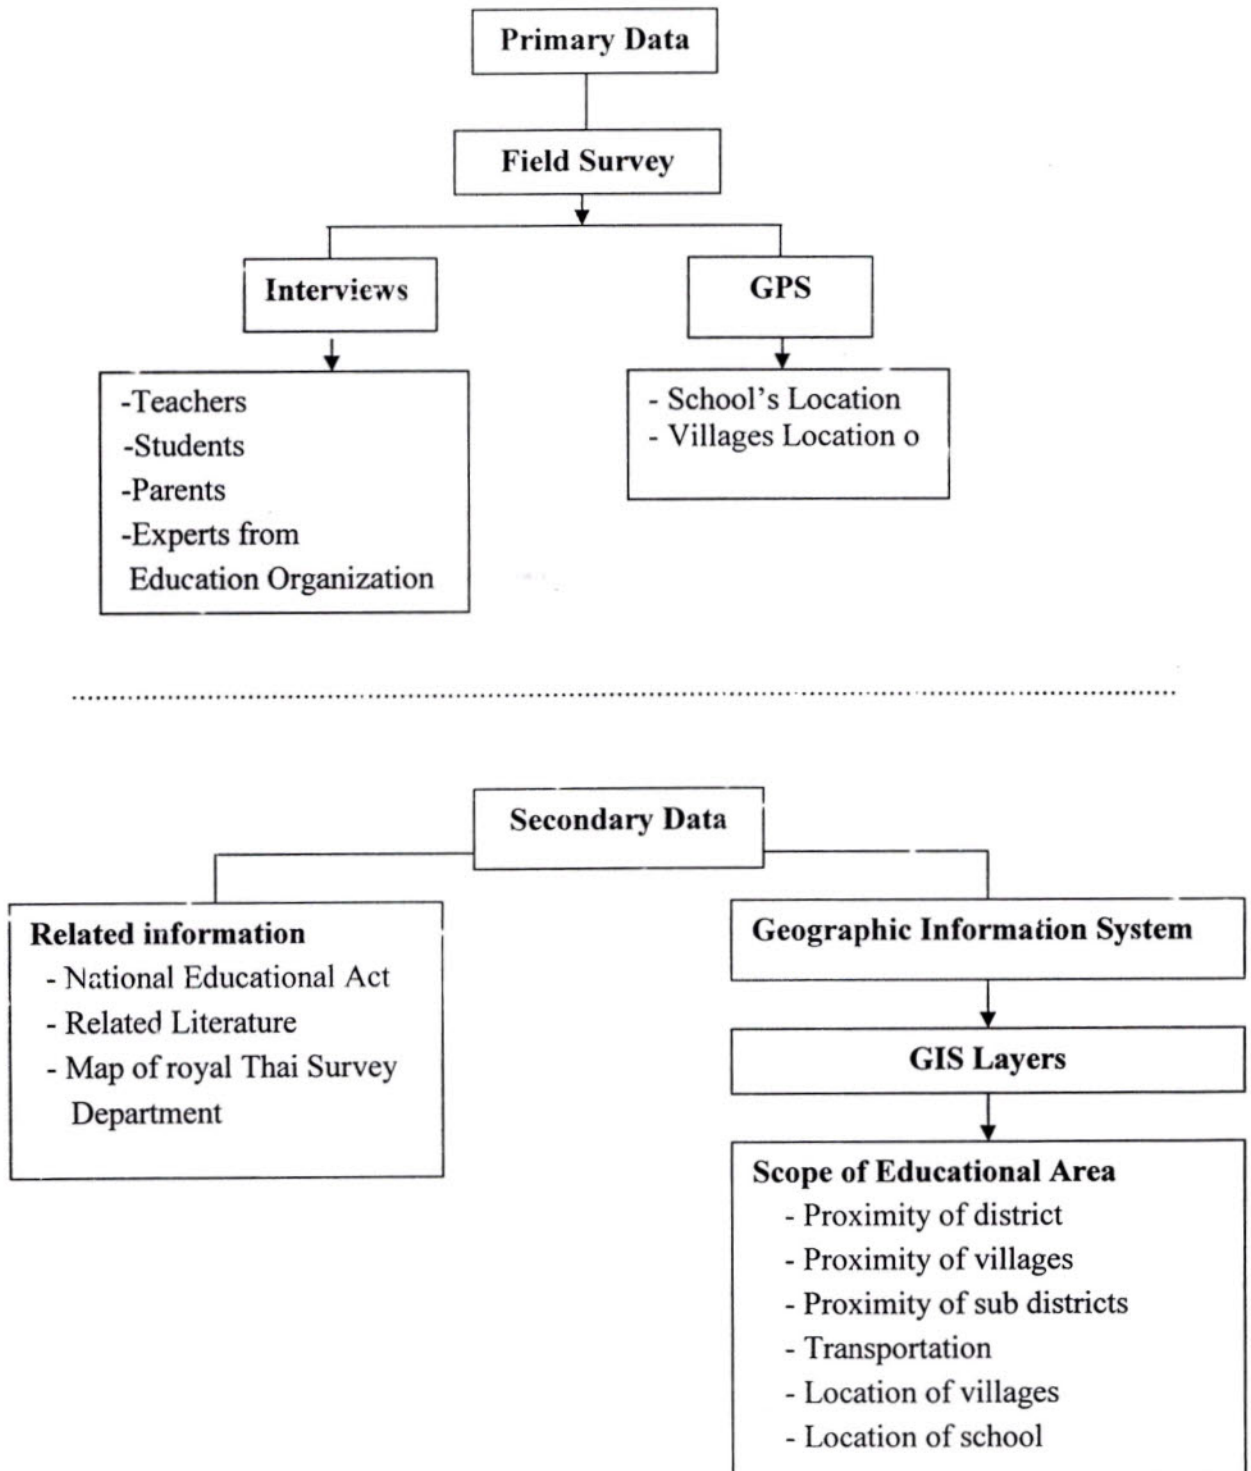 Primary Data
Field Survey
Interviews
GPS
-Teachers
-Students
-Parents
-Experts from
Education Organization
- School's Location
- Villages Location o
Secondary Data
Related information
- National Educational Act
- Related Literature
- Map of royal Thai Survey
Department
Geographic Information System
GIS Layers
Scope of Educational Area
- Proximity of district
- Proximity of villages
- Proximity of sub districts
- Transportation
- Location of villages
- Location of school